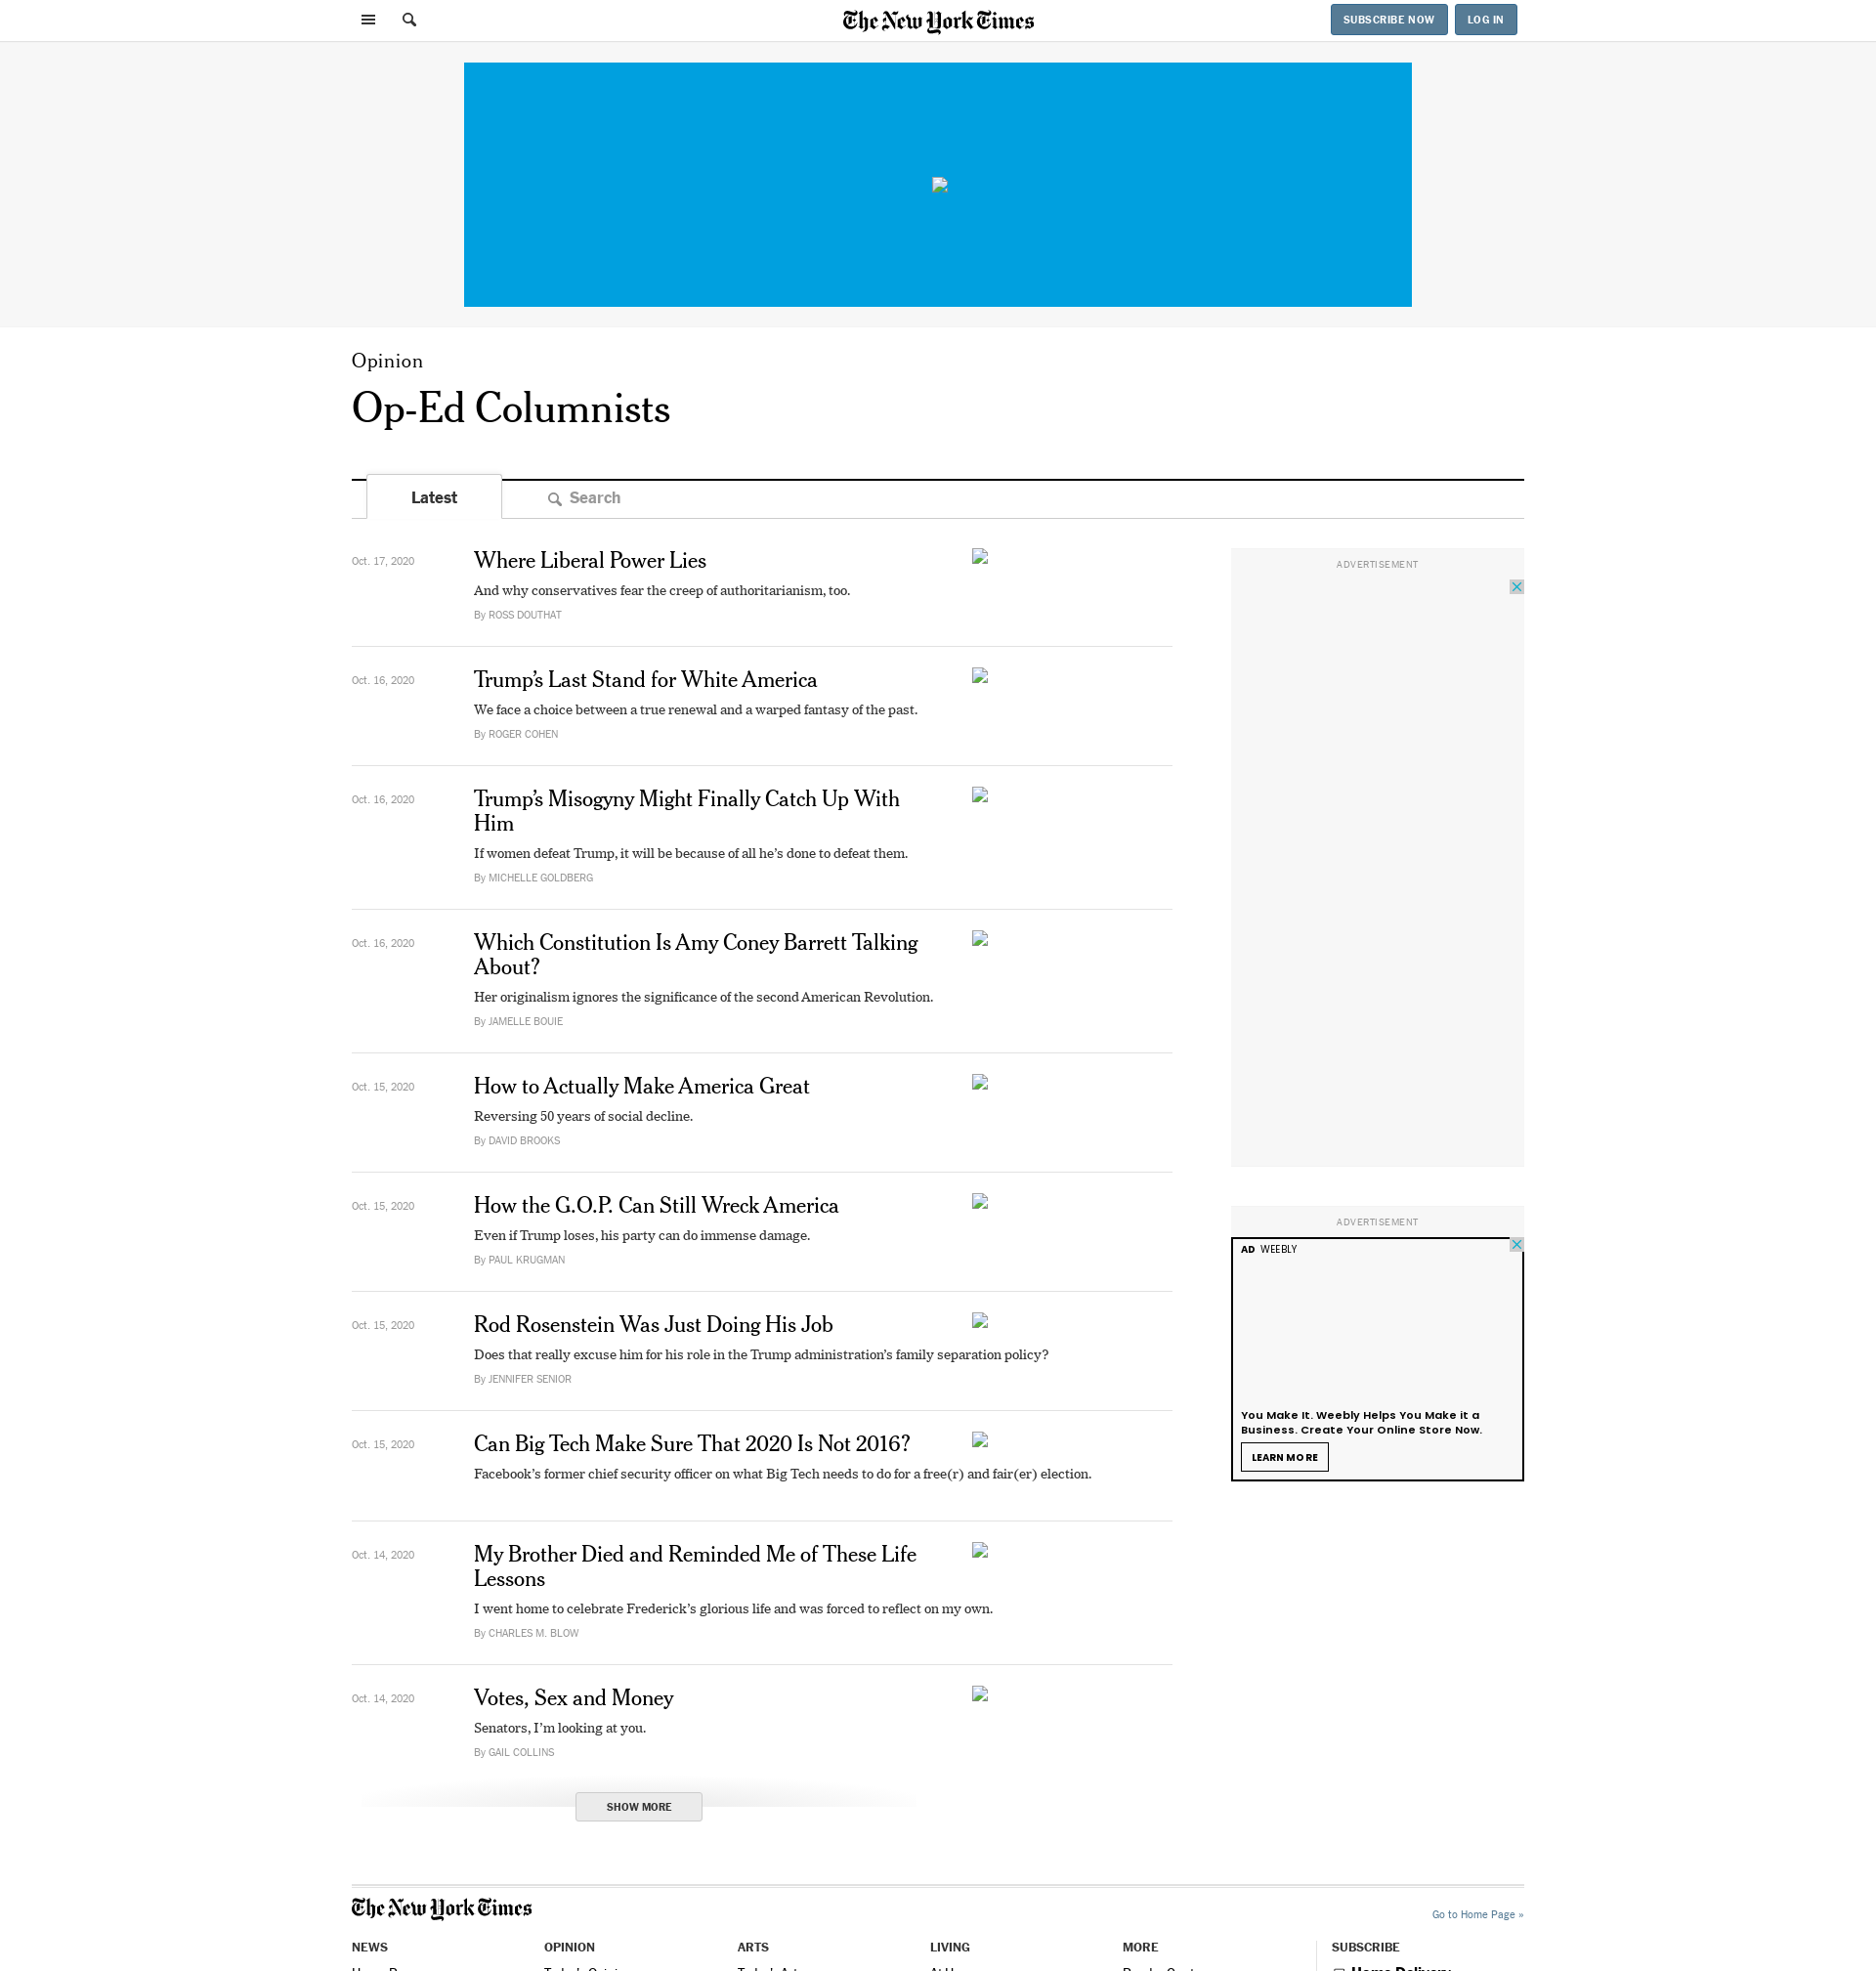 The New York Times
SUBSCRIBE NOW
LOG IN
Opinion
Op-Ed Columnists
Latest
Search
Oct. 17, 2020
Where Liberal Power Lies
And why conservatives fear the creep of authoritarianism, too.
By ROSS DOUTHAT
Oct. 16, 2020
Trump’s Last Stand for White America
We face a choice between a true renewal and a warped fantasy of the past.
By ROGER COHEN
Oct. 16, 2020
Trump’s Misogyny Might Finally Catch Up With
Him
If women defeat Trump, it will be because of all he’s done to defeat them.
By MICHELLE GOLDBERG
Oct. 16, 2020
Which Constitution Is Amy Coney Barrett Talking
About?
Her originalism ignores the significance of the second American Revolution.
By JAMELLE BOUIE
Oct. 15, 2020
How to Actually Make America Great
Reversing 50 years of social decline.
By DAVID BROOKS
Oct. 15, 2020
How the G.O.P. Can Still Wreck America
Even if Trump loses, his party can do immense damage.
By PAUL KRUGMAN
Oct. 15, 2020
Rod Rosenstein Was Just Doing His Job
Does that really excuse him for his role in the Trump administration’s family separation policy?
By JENNIFER SENIOR
Oct. 15, 2020
Can Big Tech Make Sure That 2020 Is Not 2016?
Facebook’s former chief security officer on what Big Tech needs to do for a free(r) and fair(er) election.
Oct. 14, 2020
My Brother Died and Reminded Me of These Life
Lessons
I went home to celebrate Frederick’s glorious life and was forced to reflect on my own.
By CHARLES M. BLOW
Oct. 14, 2020
Votes, Sex and Money
Senators, I’m looking at you.
By GAIL COLLINS
SHOW MORE
ADVERTISEMENT
ADVERTISEMENT
AD WEEBLY
You Make It. Weebly Helps You Make it a
Business. Create Your Online Store Now.
LEARN MORE
The New York Times
Go to Home Page »
NEWS
OPINION
ARTS
LIVING
MORE
SUBSCRIBE
Home Delivery